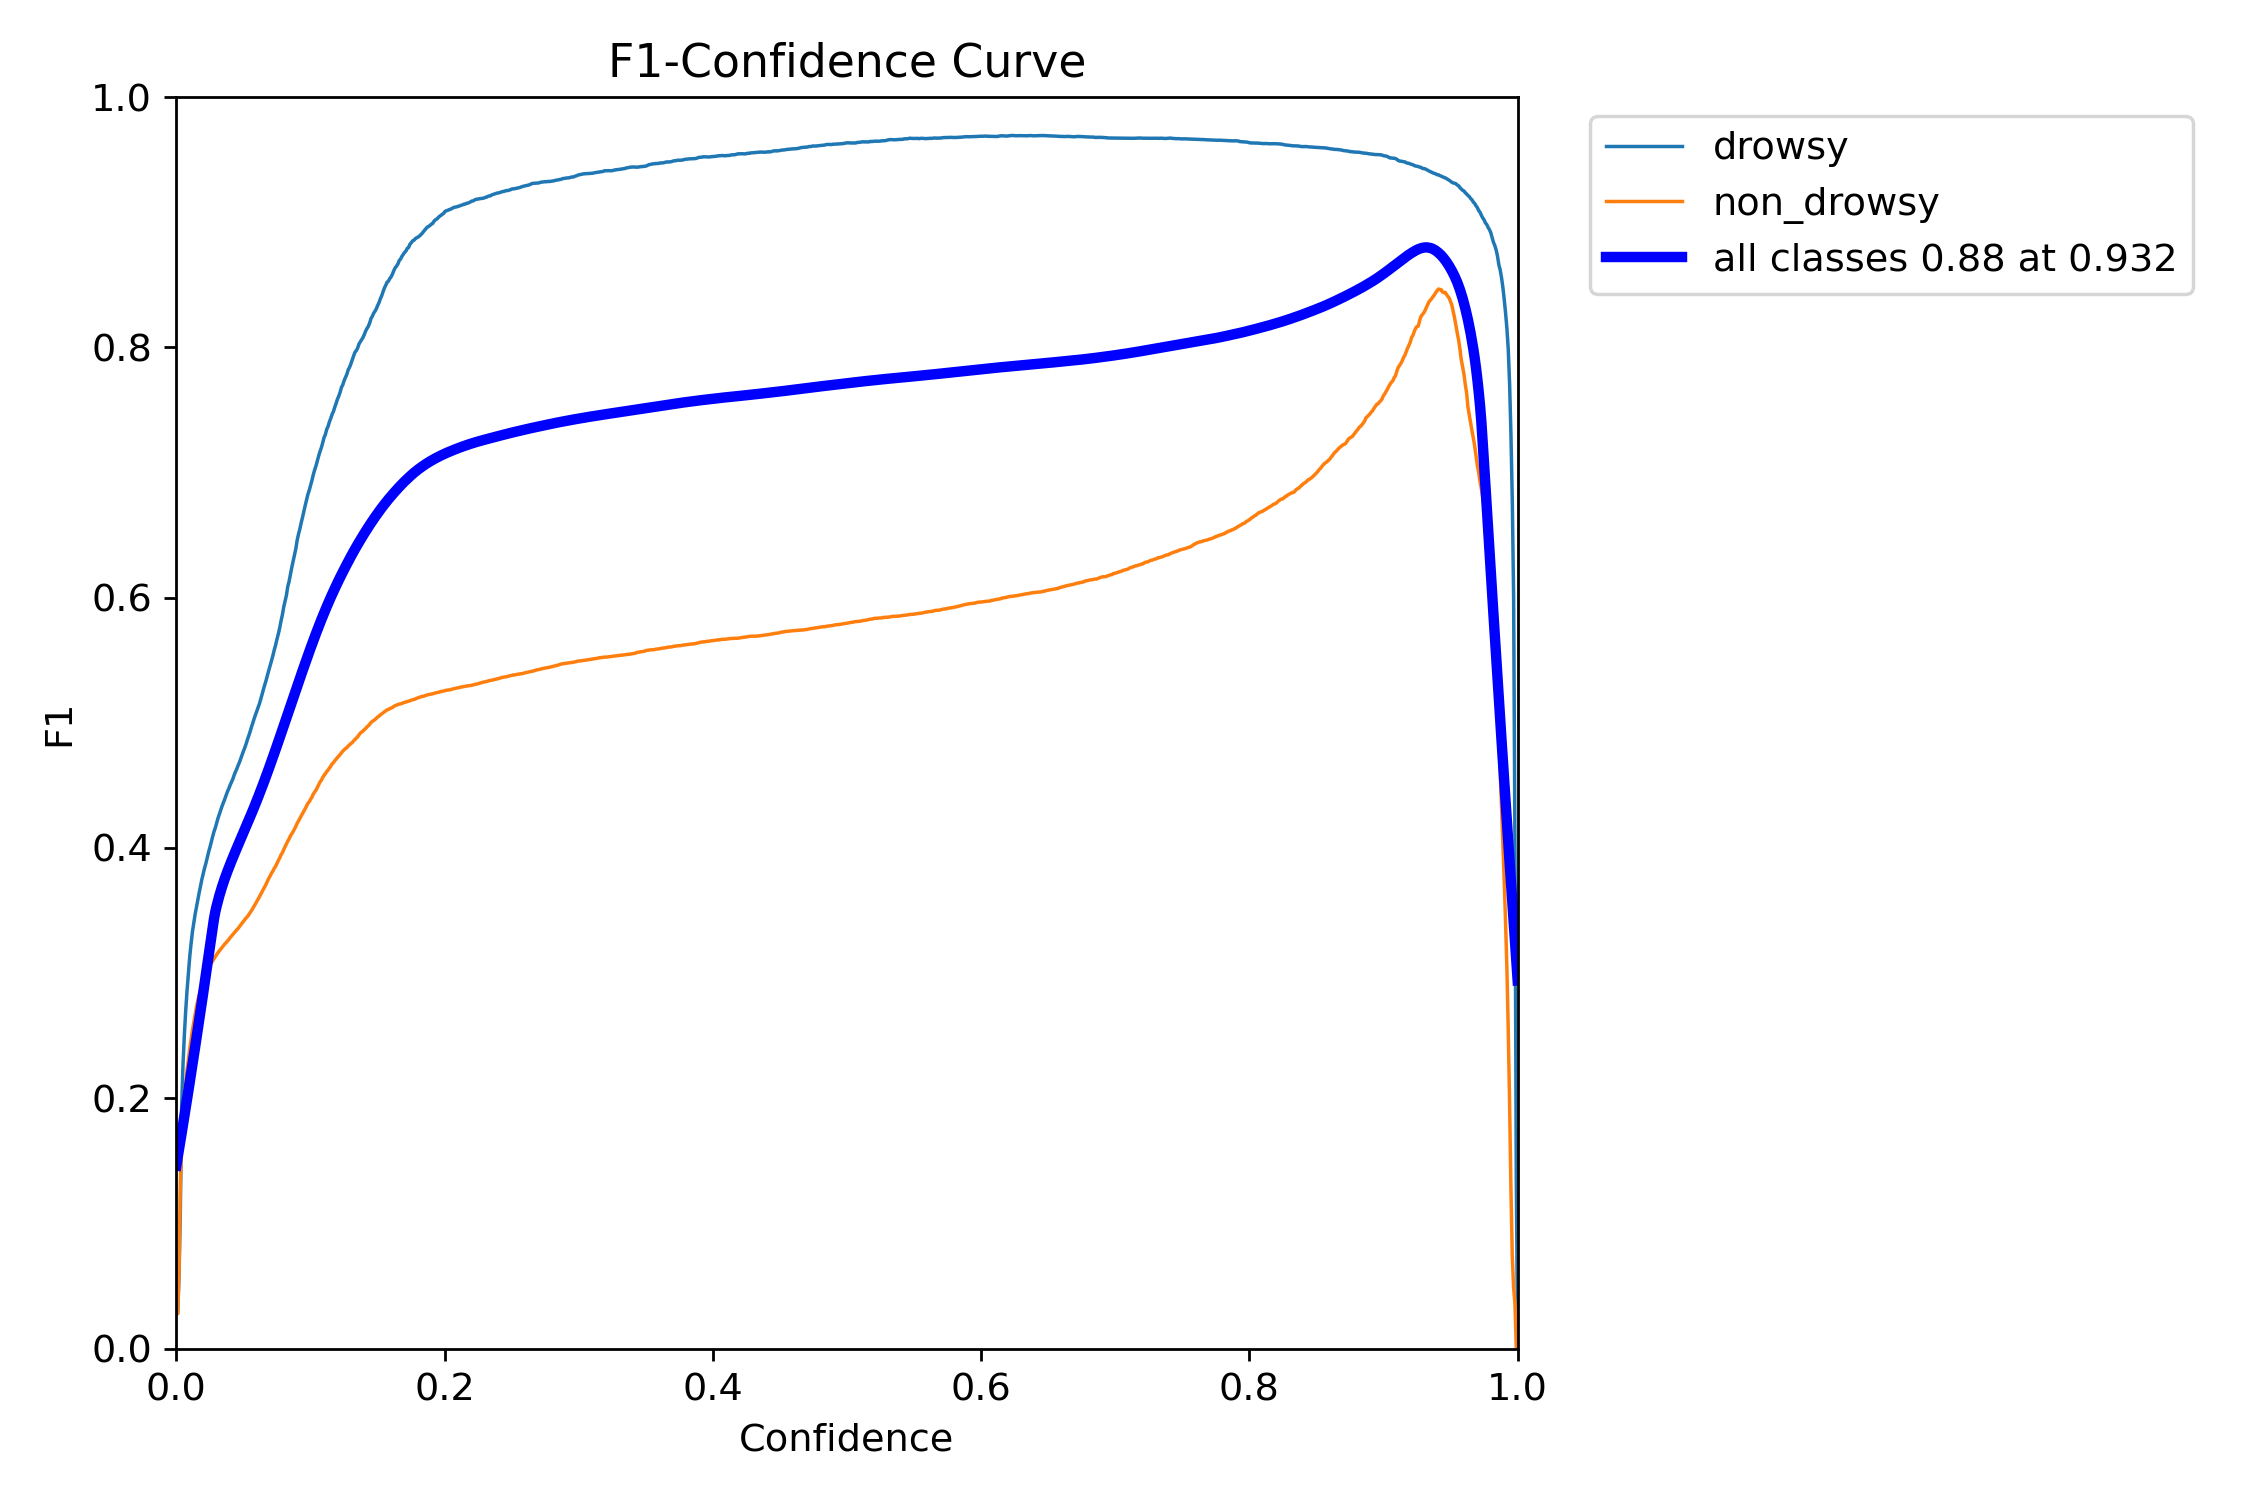 F1-Confidence Curve
1.0
0.8
0.6
0.4
0.2
0.0
F1
0.0 0.2 0.4 0.6 0.8 1.0
Confidence
drowsy
non_drowsy
all classes 0.88 at 0.932